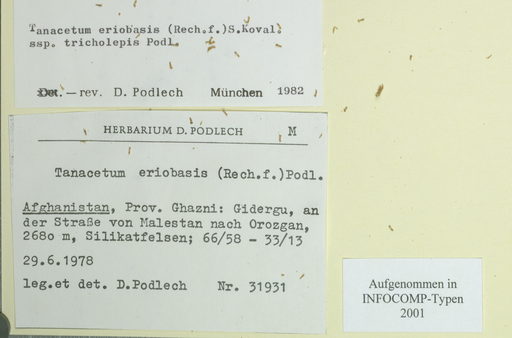 Tanacetum eriobasis (Rech.f.)S.Koval.
ssp. tricholepis Podl.
Det. — rev. D. Podlech München 1982
HERBARIUM D. PODLECH M
Tanacetum eriobasis (Rech.f.)Podl.
Afghanistan, Prov. Ghazni: Gidergu, an
der Straße von Malestan nach Orozgan,
2680 m, Silikatfelsen; 66/58 - 33/13
29.6.1978
leg.et det. D.Podlech Nr. 31931
Aufgenommen in
INFOCOMP-Typen
2001